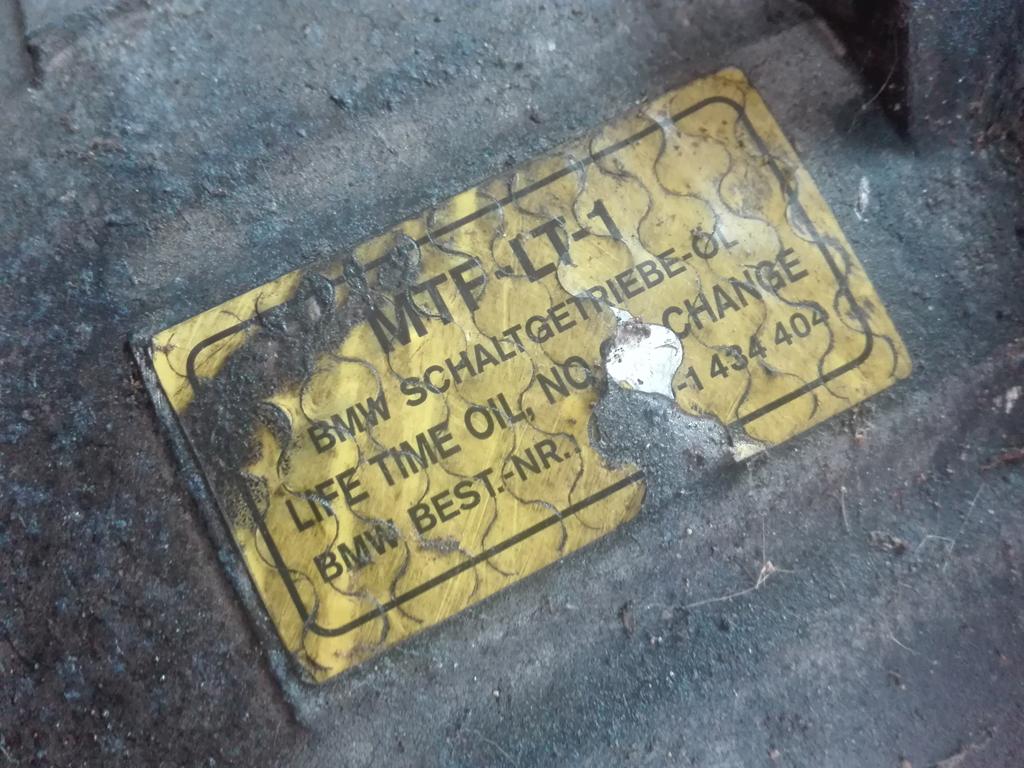 MTF-LT-1
BMW SCHALTGETRIEBE-ÖL
LIFE TIME OIL, NO CHANGE
BMW BEST.-NR.: -1 434 404